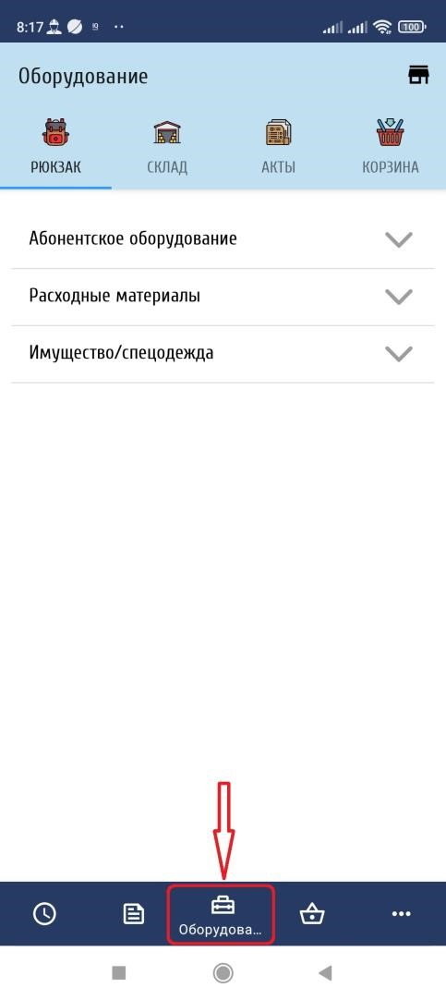 8:17
100
Оборудование
РЮКЗАК СКЛАД АКТЫ КОРЗИНА
Абонентское оборудование
Расходные материалы
Имущество/спецодежда
Оборудова...